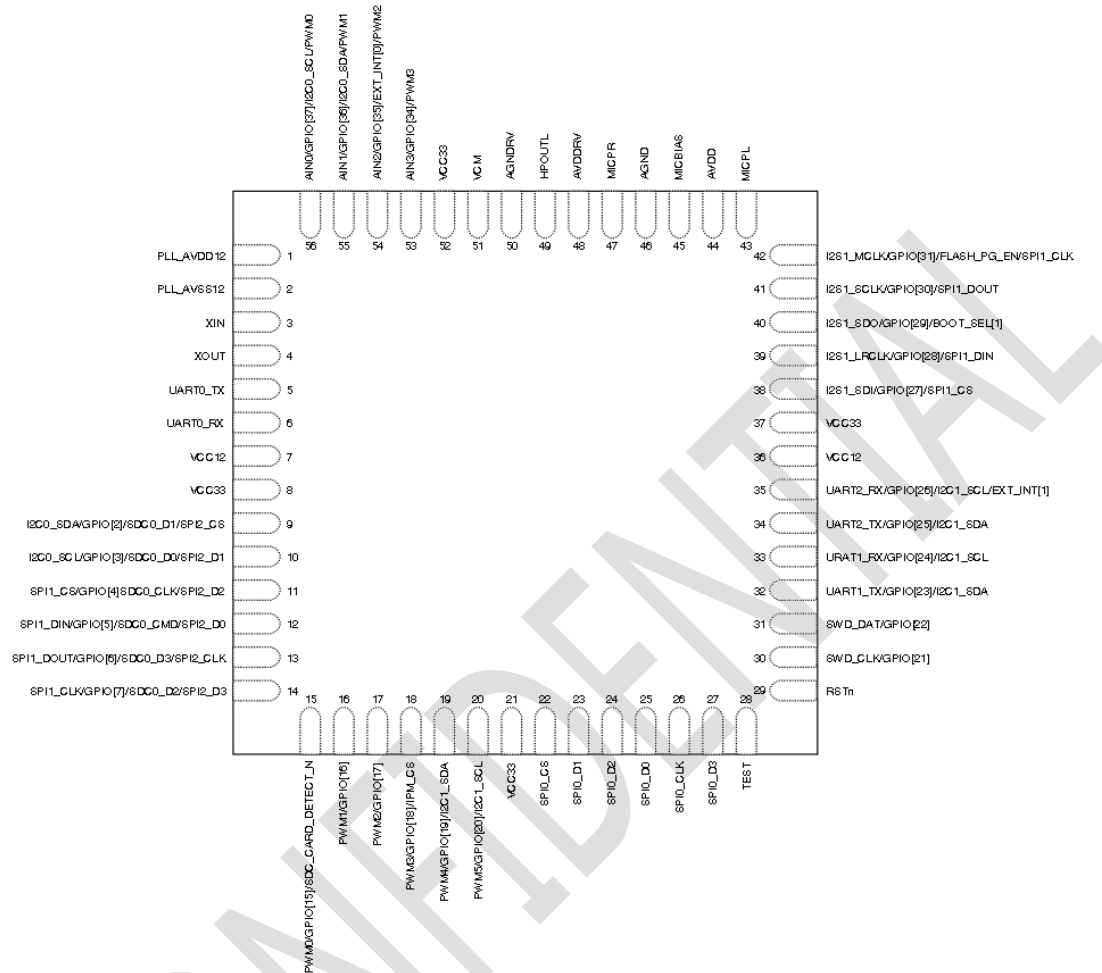 AIN0/GPIO[37]/I2C0_SCL/PWM0
AIN1/GPIO[36]/I2C0_SDA/PWM1
AIN2/GPIO[35]/EXT_INT[0]/PWM2
AIN3/GPIO[34]/PWM3
VCC33
VCM
AGNDRV
HPOUTL
AVDDRV
MICPR
AGND
MICBIAS
AVDD
MICPL
56 55 54 53 52 51 50 49 48 47 46 45 44 43
PLL_AVDD12 1
PLL_AVSS12 2
XIN 3
XOUT 4
UART0_TX 5
UART0_RX 6
VCC12 7
VCC33 8
I2C0_SDA/GPIO[2]/SDC0_D1/SPI2_CS 9
I2C0_SCL/GPIO[3]/SDC0_D0/SPI2_D1 10
SPI1_CS/GPIO[4]SDC0_CLK/SPI2_D2 11
SPI1_DIN/GPIO[5]/SDC0_CMD/SPI2_D0 12
SPI1_DOUT/GPIO[6]/SDC0_D3/SPI2_CLK 13
SPI1_CLK/GPIO[7]/SDC0_D2/SPI2_D3 14
42 I2S1_MCLK/GPIO[31]/FLASH_PG_EN/SPI1_CLK
41 I2S1_SCLK/GPIO[30]/SPI1_DOUT
40 I2S1_SDO/GPIO[29]/BOOT_SEL[1]
39 I2S1_LRCLK/GPIO[28]/SPI1_DIN
38 I2S1_SDI/GPIO[27]/SPI1_CS
37 VCC33
36 VCC12
35 UART2_RX/GPIO[26]/I2C1_SCL/EXT_INT[1]
34 UART2_TX/GPIO[25]/I2C1_SDA
33 URAT1_RX/GPIO[24]/I2C1_SCL
32 UART1_TX/GPIO[23]/I2C1_SDA
31 SWD_DAT/GPIO[22]
30 SWD_CLK/GPIO[21]
29 RSTn
15 16 17 18 19 20 21 22 23 24 25 26 27 28
PWM0/GPIO[15]/SDC_CARD_DETECT_N
PWM1/GPIO[16]
PWM2/GPIO[17]
PWM3/GPIO[18]/IPM_CS
PWM4/GPIO[19]/I2C1_SDA
PWM5/GPIO[20]/I2C1_SCL
VCC33
SPI0_CS
SPI0_D1
SPI0_D2
SPI0_D0
SPI0_CLK
SPI0_D3
TEST
ONFIDENTIAL